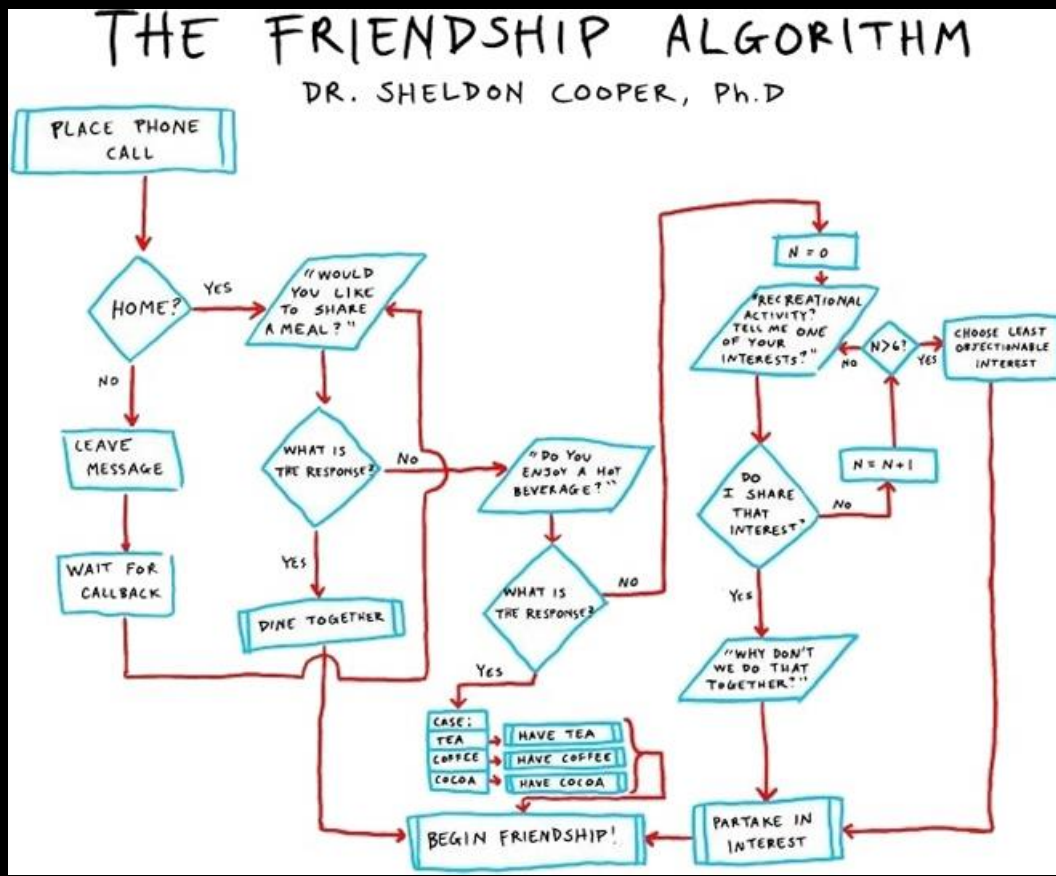 THE FRIENDSHIP ALGORITHM
DR. SHELDON COOPER, Ph.D
PLACE PHONE
CALL
HOME?
YES
NO
LEAVE
MESSAGE
WAIT FOR
CALLBACK
"WOULD
YOU LIKE
TO SHARE
A MEAL?"
WHAT IS
THE RESPONSE?
NO
YES
DINE TOGETHER
"DO YOU
ENJOY A HOT
BEVERAGE?"
WHAT IS
THE RESPONSE?
NO
YES
CASE:
TEA
COFFEE
COCOA
HAVE TEA
HAVE COFFEE
HAVE COCOA
N = 0
"RECREATIONAL
ACTIVITY?
TELL ME ONE
OF YOUR
INTERESTS?"
N>6?
NO
YES
CHOOSE LEAST
OBJECTIONABLE
INTEREST
N = N+1
DO
I SHARE
THAT
INTEREST?
NO
YES
"WHY DON'T
WE DO THAT
TOGETHER?"
PARTAKE IN
INTEREST
BEGIN FRIENDSHIP!